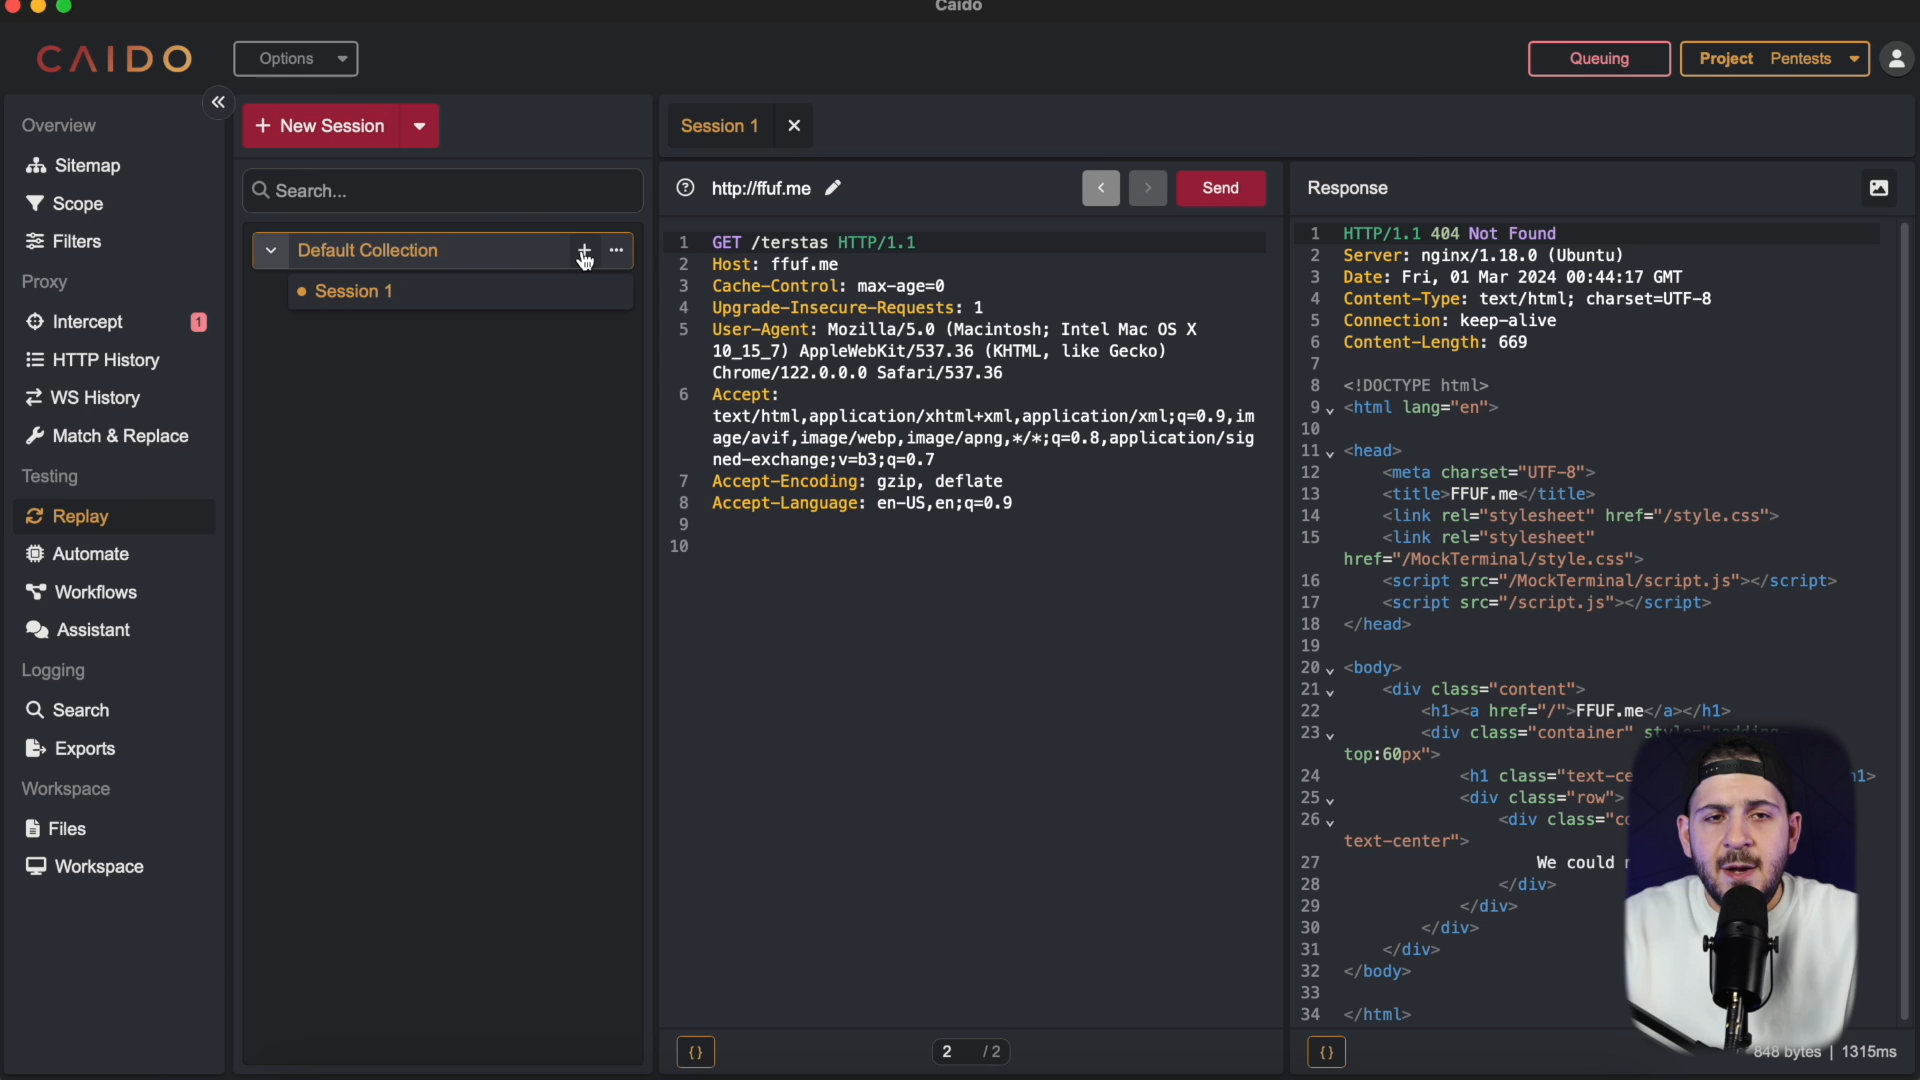 Caido
CAIDO
Options
Queuing
Project Pentests
Overview
Sitemap
Scope
Filters
Proxy
Intercept 1
HTTP History
WS History
Match & Replace
Testing
Replay
Automate
Workflows
Assistant
Logging
Search
Exports
Workspace
Files
Workspace
+ New Session
Search...
Default Collection
Session 1
Session 1
http://ffuf.me
Send
1 GET /terstas HTTP/1.1
2 Host: ffuf.me
3 Cache-Control: max-age=0
4 Upgrade-Insecure-Requests: 1
5 User-Agent: Mozilla/5.0 (Macintosh; Intel Mac OS X
10_15_7) AppleWebKit/537.36 (KHTML, like Gecko)
Chrome/122.0.0.0 Safari/537.36
6 Accept:
text/html,application/xhtml+xml,application/xml;q=0.9,im
age/avif,image/webp,image/apng,*/*;q=0.8,application/sig
ned-exchange;v=b3;q=0.7
7 Accept-Encoding: gzip, deflate
8 Accept-Language: en-US,en;q=0.9
9
10
{}
2 /2
Response
1 HTTP/1.1 404 Not Found
2 Server: nginx/1.18.0 (Ubuntu)
3 Date: Fri, 01 Mar 2024 00:44:17 GMT
4 Content-Type: text/html; charset=UTF-8
5 Connection: keep-alive
6 Content-Length: 669
7
8 <!DOCTYPE html>
9 <html lang="en">
10
11 <head>
12 <meta charset="UTF-8">
13 <title>FFUF.me</title>
14 <link rel="stylesheet" href="/style.css">
15 <link rel="stylesheet"
href="/MockTerminal/style.css">
16 <script src="/MockTerminal/script.js"></script>
17 <script src="/script.js"></script>
18 </head>
19
20 <body>
21 <div class="content">
22 <h1><a href="/">FFUF.me</a></h1>
23 <div class="container" style="padding-
top:60px">
24 <h1 class="text-ce h1>
25 <div class="row">
26 <div class="co
text-center">
27 We could
28 </div>
29 </div>
30 </div>
31 </div>
32 </body>
33
34 </html>
{}
848 bytes | 1315ms